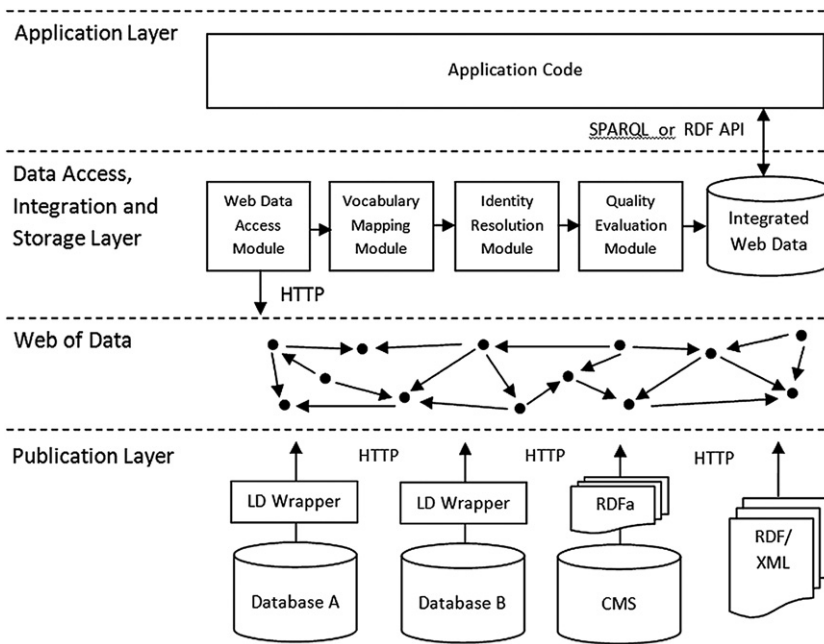 Application Layer
Application Code
SPARQL or RDF API
Data Access,
Integration and
Storage Layer
Web Data
Access
Module
Vocabulary
Mapping
Module
Identity
Resolution
Module
Quality
Evaluation
Module
Integrated
Web Data
HTTP
Web of Data
Publication Layer
HTTP
HTTP
HTTP
LD Wrapper
LD Wrapper
RDFa
RDF/
XML
Database A
Database B
CMS